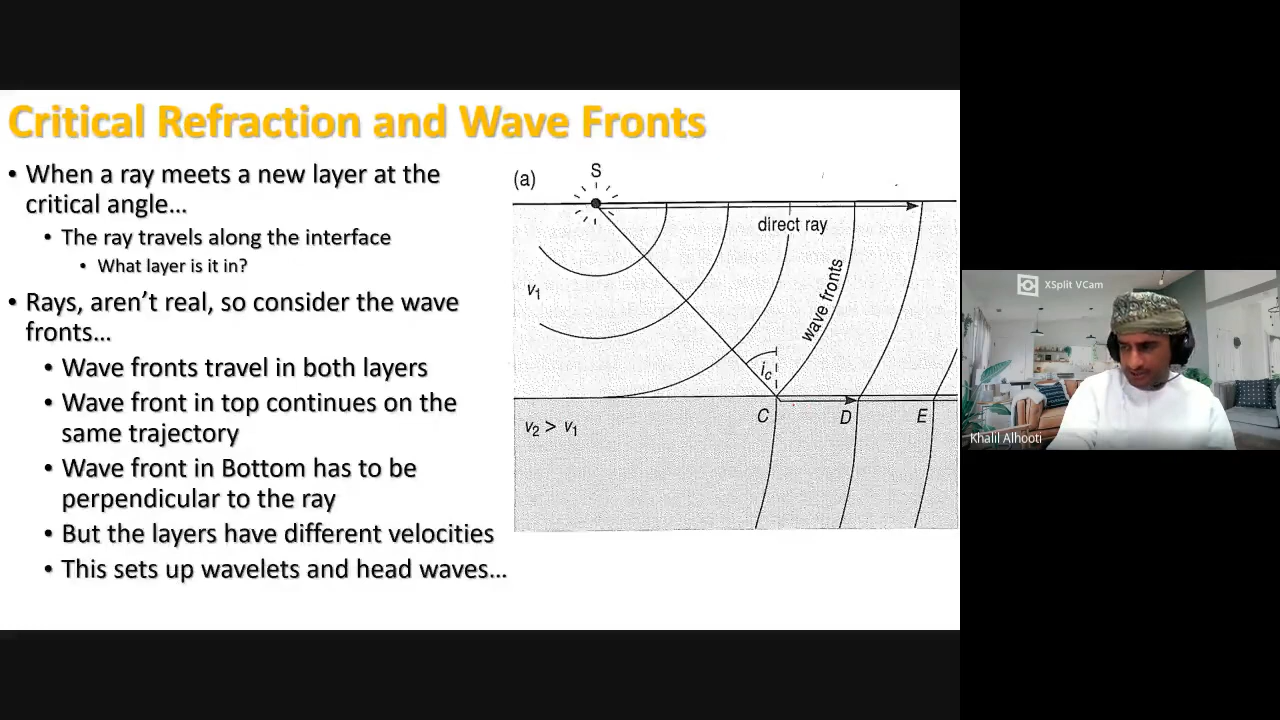 Critical Refraction and Wave Fronts
• When a ray meets a new layer at the
critical angle…
• The ray travels along the interface
• What layer is it in?
• Rays, aren’t real, so consider the wave
fronts…
• Wave fronts travel in both layers
• Wave front in top continues on the
same trajectory
• Wave front in Bottom has to be
perpendicular to the ray
• But the layers have different velocities
• This sets up wavelets and head waves…
(a)
S
direct ray
v1
wave fronts
ic
C
D
E
v2 > v1
XSplit VCam
Khalil Alhooti